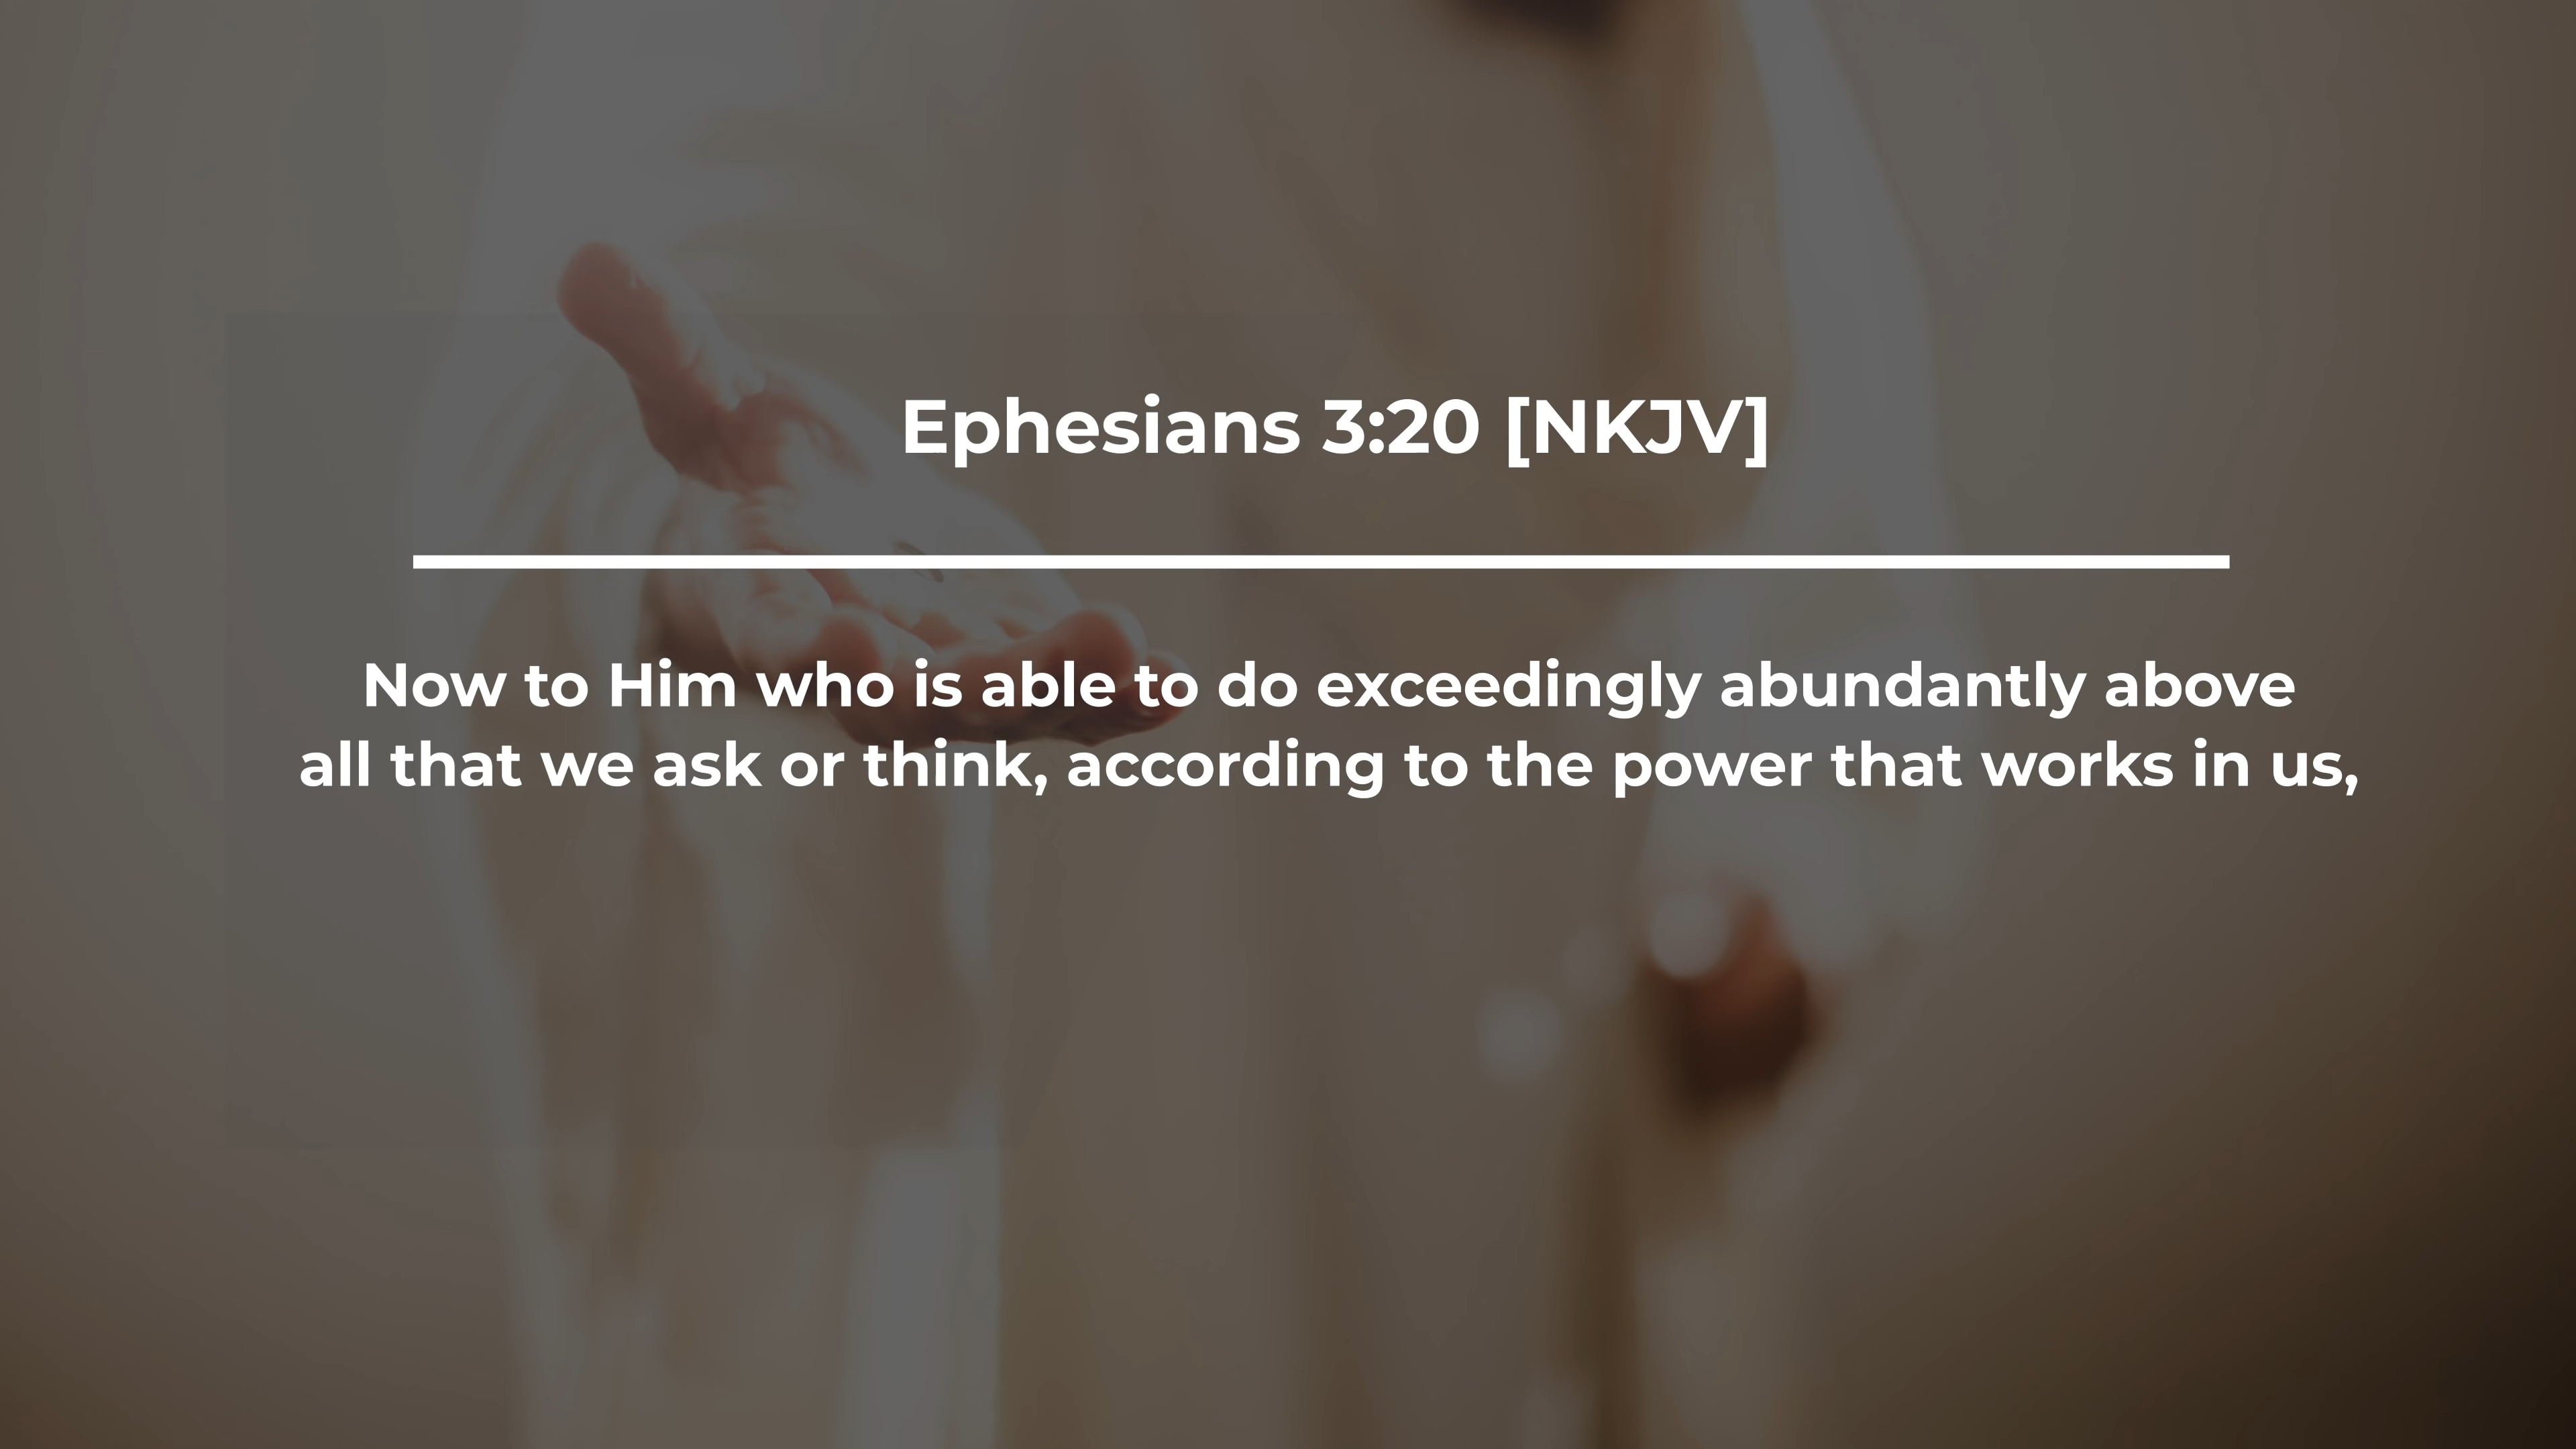 Ephesians 3:20 [NKJV]
Now to Him who is able to do exceedingly abundantly above
all that we ask or think, according to the power that works in us,